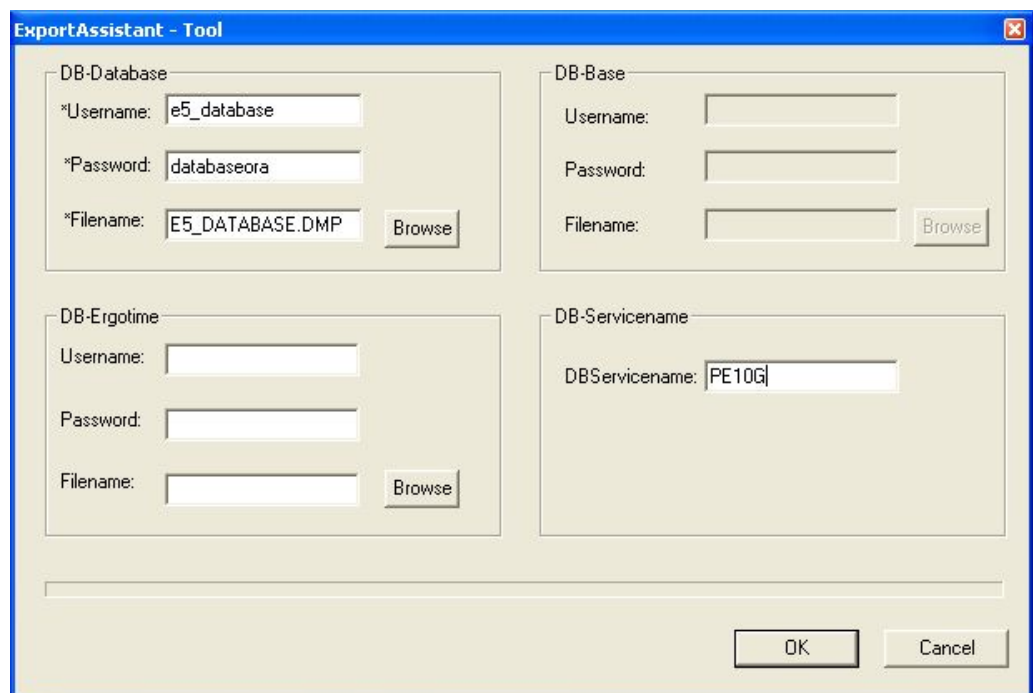 ExportAssistant - Tool
DB-Database
*Username: e5_database
*Password: databaseora
*Filename: E5_DATABASE.DMP Browse
DB-Base
Username:
Password:
Filename: Browse
DB-Ergotime
Username:
Password:
Filename: Browse
DB-Servicename
DBServicename: PE10G
OK Cancel